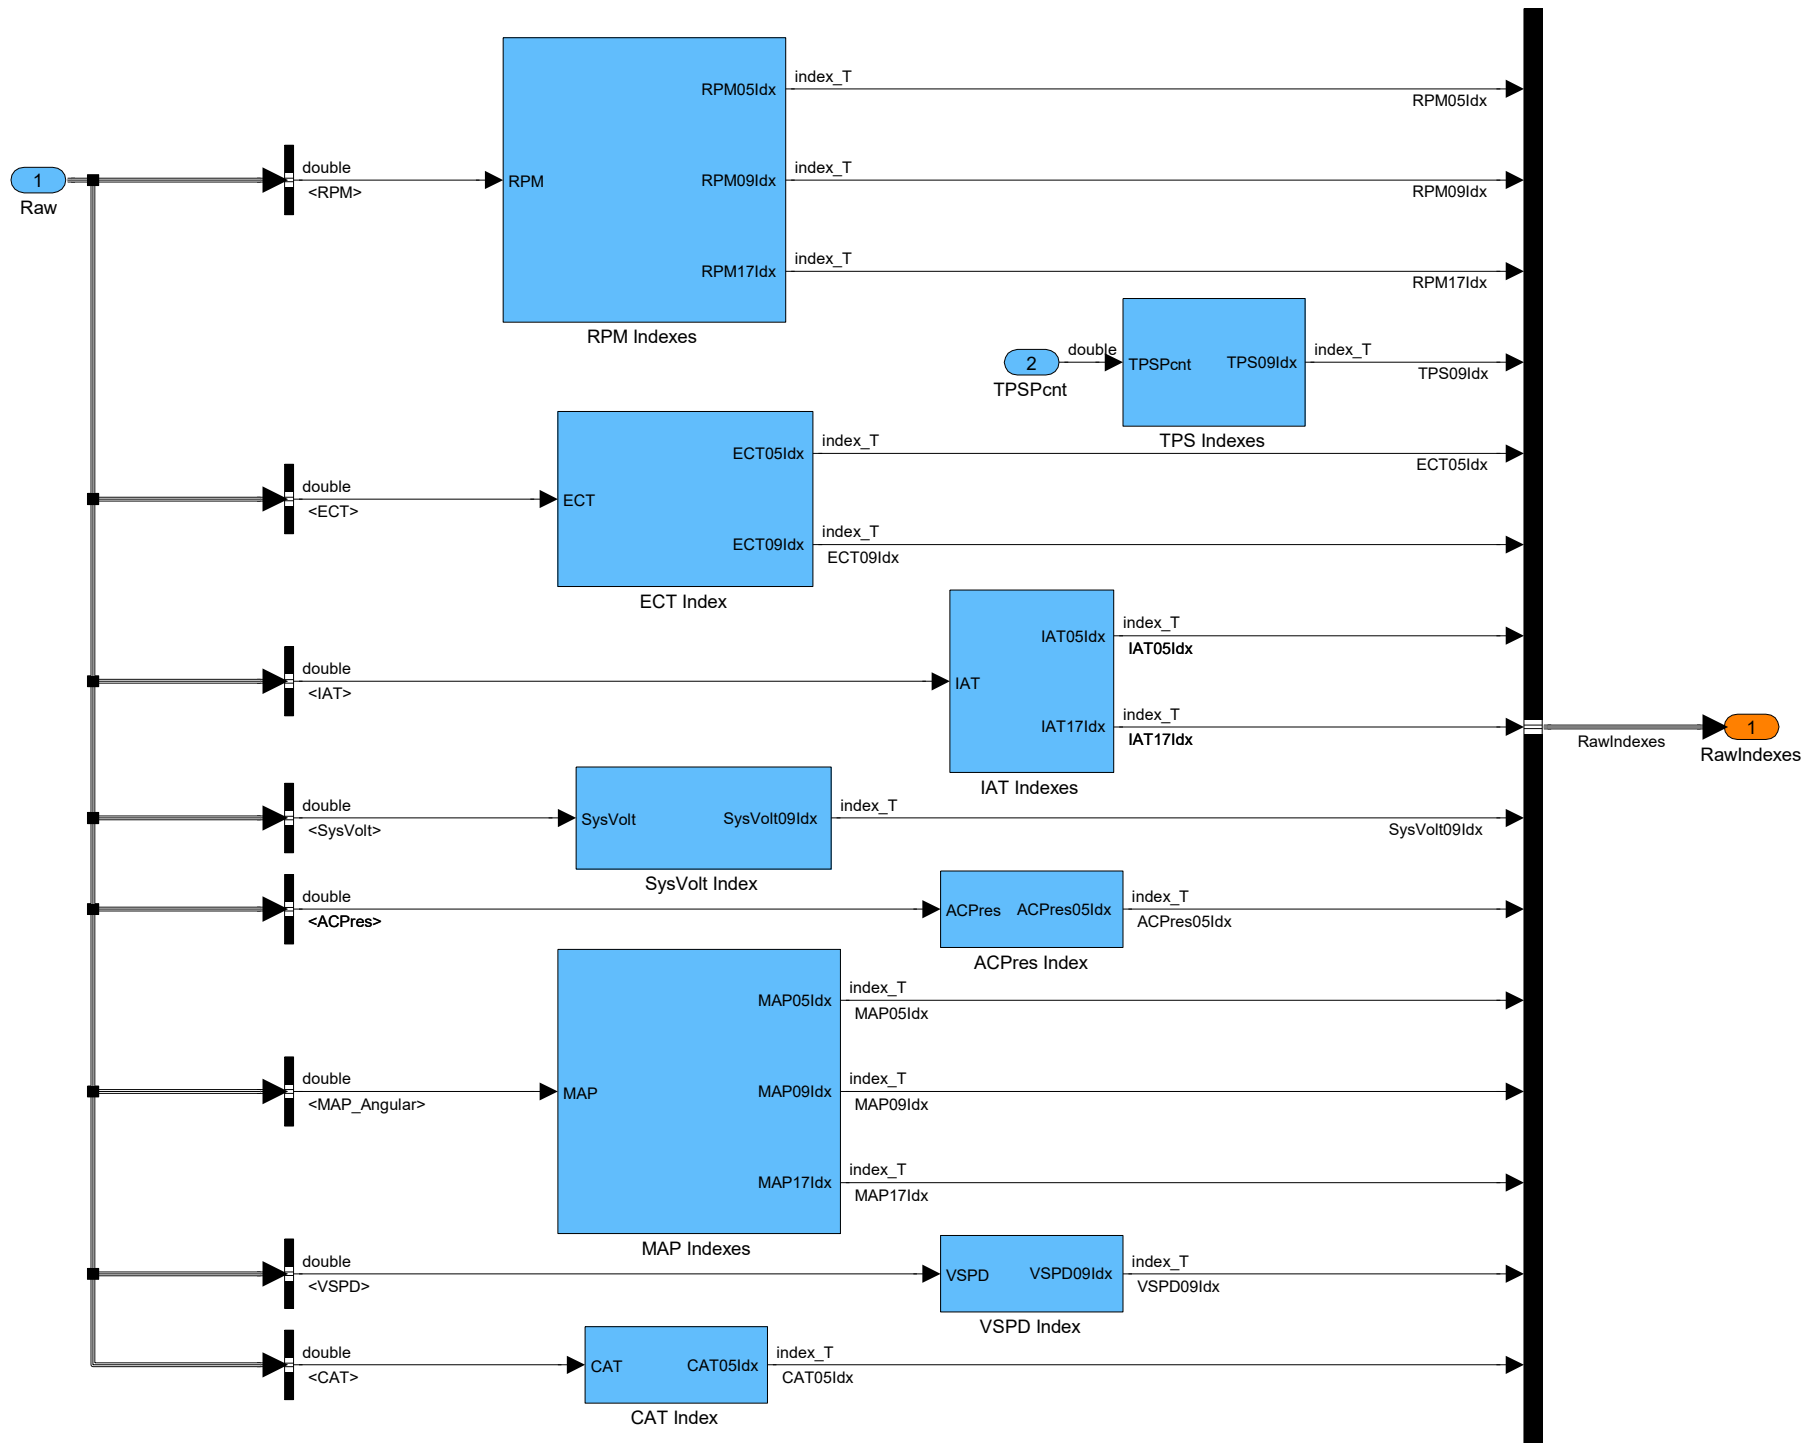 index_T
RPM05Idx
RPM05Idx
double
index_T
1
RPM
RPM09Idx
<RPM>
RPM09Idx
Raw
index_T
RPM17Idx
RPM17Idx
RPM Indexes
double
index_T
2
TPSPcnt
TPS09Idx
TPS09Idx
TPSPcnt
TPS Indexes
index_T
ECT05Idx
ECT05Idx
double
ECT
<ECT>
index_T
ECT09Idx
ECT09Idx
ECT Index
index_T
IAT05Idx
IAT05Idx
double
IAT
<IAT>
index_T
IAT17Idx
IAT17Idx
1
RawIndexes
RawIndexes
IAT Indexes
double
index_T
SysVolt
SysVolt09Idx
<SysVolt>
SysVolt09Idx
SysVolt Index
double
index_T
ACPres
ACPres05Idx
<ACPres>
ACPres05Idx
ACPres Index
index_T
MAP05Idx
MAP05Idx
double
index_T
MAP
MAP09Idx
<MAP_Angular>
MAP09Idx
index_T
MAP17Idx
MAP17Idx
MAP Indexes
double
index_T
VSPD
VSPD09Idx
<VSPD>
VSPD09Idx
VSPD Index
double
index_T
CAT
CAT05Idx
<CAT>
CAT05Idx
CAT Index